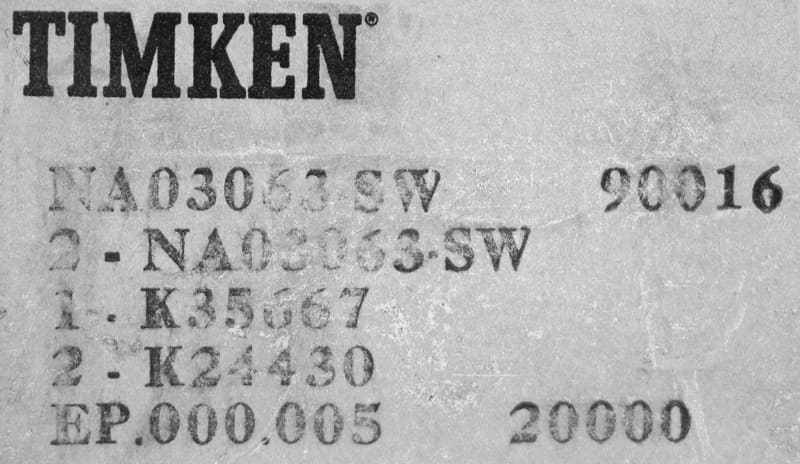 TIMKEN®
NA03063-SW 90016
2 - NA03063-SW
1 - K35667
2 - K24430
EP.000.005 20000